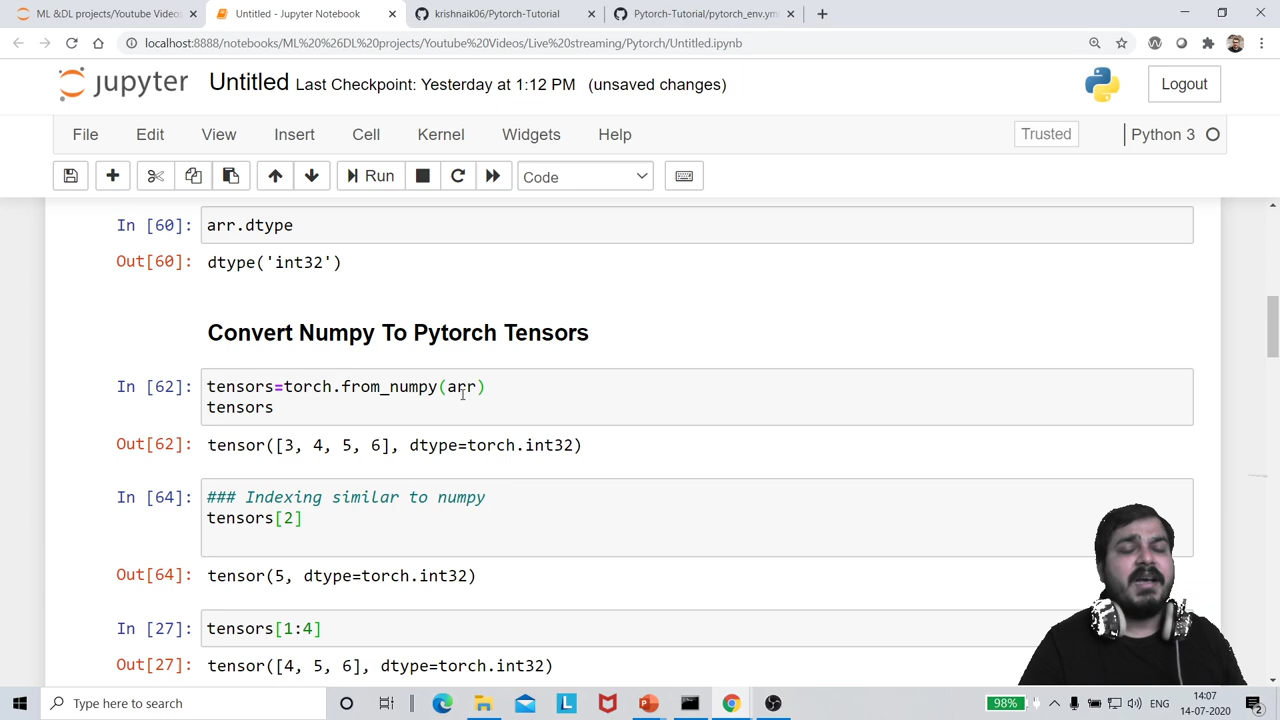 ML &DL projects/Youtube Videos
Untitled - Jupyter Notebook
krishnaik06/Pytorch-Tutorial
Pytorch-Tutorial/pytorch_env.ym
localhost:8888/notebooks/ML%20%26DL%20projects/Youtube%20Videos/Live%20streaming/Pytorch/Untitled.ipynb
jupyter Untitled Last Checkpoint: Yesterday at 1:12 PM (unsaved changes)
Logout
File Edit View Insert Cell Kernel Widgets Help
Trusted
Python 3
Run
Code
In [60]: arr.dtype
Out[60]: dtype('int32')
Convert Numpy To Pytorch Tensors
In [62]: tensors=torch.from_numpy(arr)
tensors
Out[62]: tensor([3, 4, 5, 6], dtype=torch.int32)
In [64]: ### Indexing similar to numpy
tensors[2]
Out[64]: tensor(5, dtype=torch.int32)
In [27]: tensors[1:4]
Out[27]: tensor([4, 5, 6], dtype=torch.int32)
Type here to search
98%
ENG
14:07
14-07-2020
2